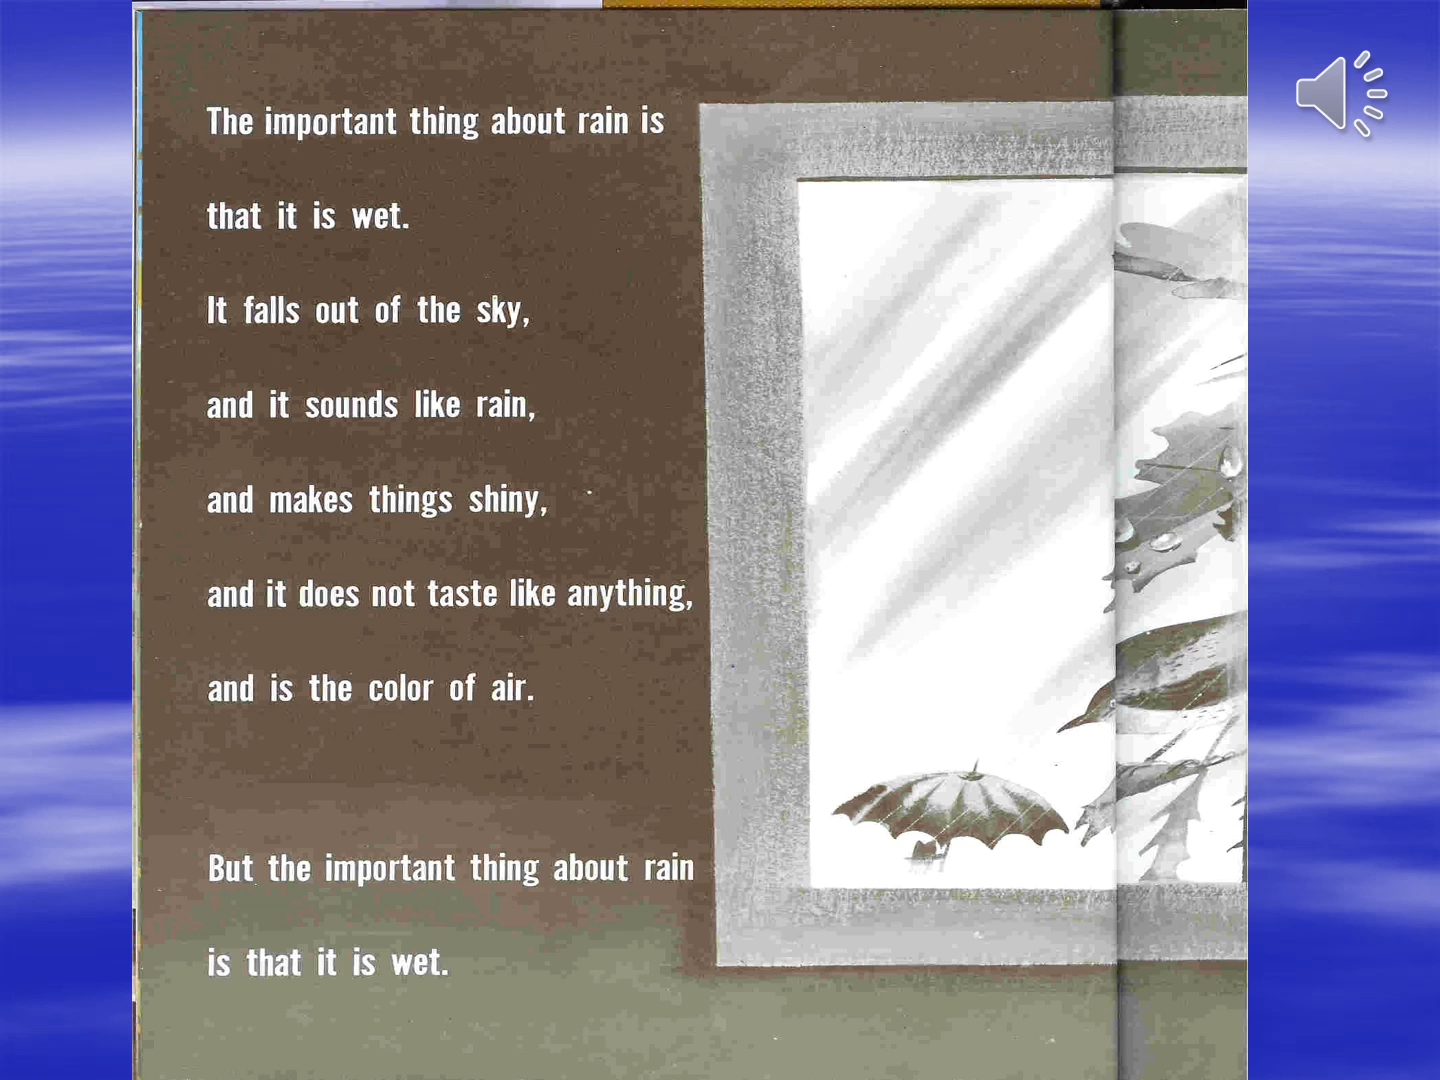 The important thing about rain is
that it is wet.
It falls out of the sky,
and it sounds like rain,
and makes things shiny,
and it does not taste like anything,
and is the color of air.
But the important thing about rain
is that it is wet.